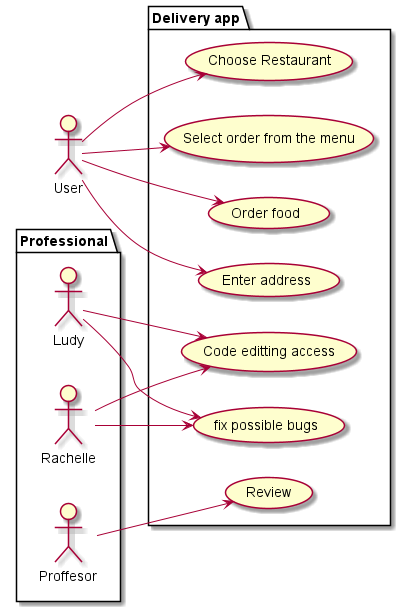 Delivery app
Choose Restaurant
Select order from the menu
User
Order food
Professional
Enter address
Ludy
Code editting access
Rachelle
fix possible bugs
Review
Proffesor